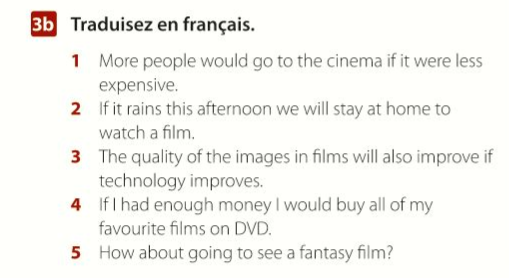 3b Traduisez en français.
1 More people would go to the cinema if it were less
expensive.
2 If it rains this afternoon we will stay at home to
watch a film.
3 The quality of the images in films will also improve if
technology improves.
4 If I had enough money I would buy all of my
favourite films on DVD.
5 How about going to see a fantasy film?